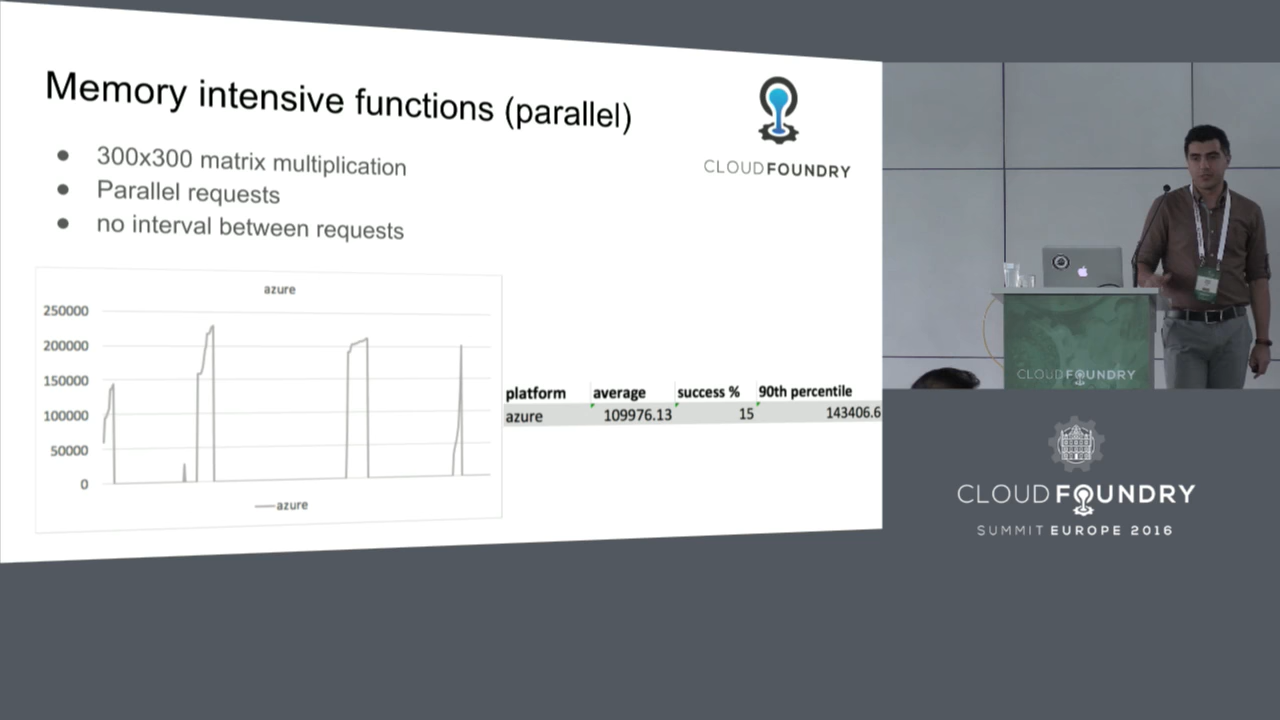 Memory intensive functions (parallel)
CLOUDFOUNDRY
● 300x300 matrix multiplication
● Parallel requests
● no interval between requests
azure
250000
200000
150000
100000
50000
0
azure
platform average success % 90th percentile
azure 109976.13 15 143406.6
CLOUDFOUNDRY
CLOUDFOUNDRY
SUMMIT EUROPE 2016